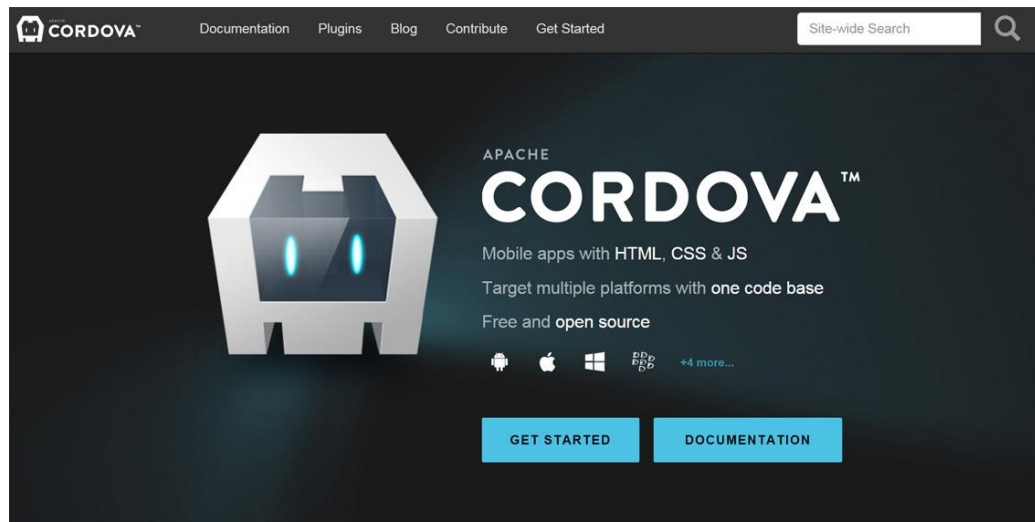 APACHE
CORDOVA™
Documentation Plugins Blog Contribute Get Started
Site-wide Search
APACHE
CORDOVA™
Mobile apps with HTML, CSS & JS
Target multiple platforms with one code base
Free and open source
+4 more...
GET STARTED DOCUMENTATION